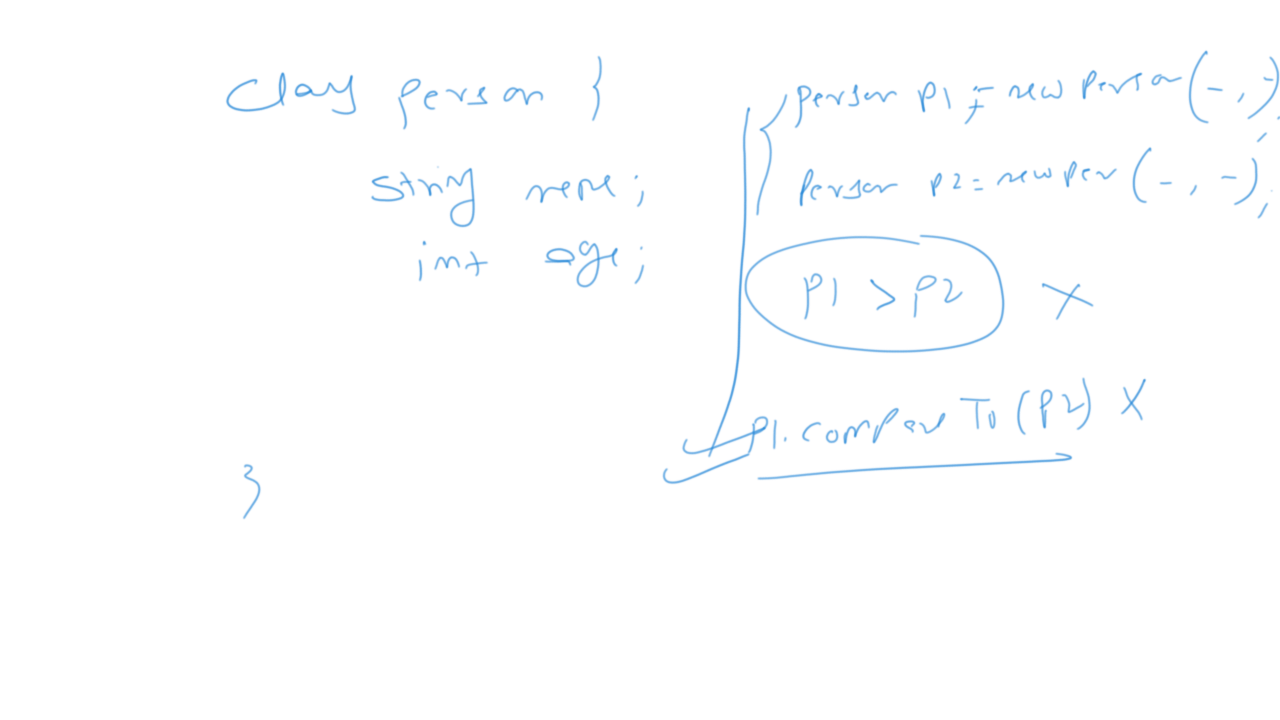 class person {
string name;
int age;
}
person p1 = new person(-,-);
person p2 = new per(-,-);
p1 > p2 X
p1.compareTo(p2) X